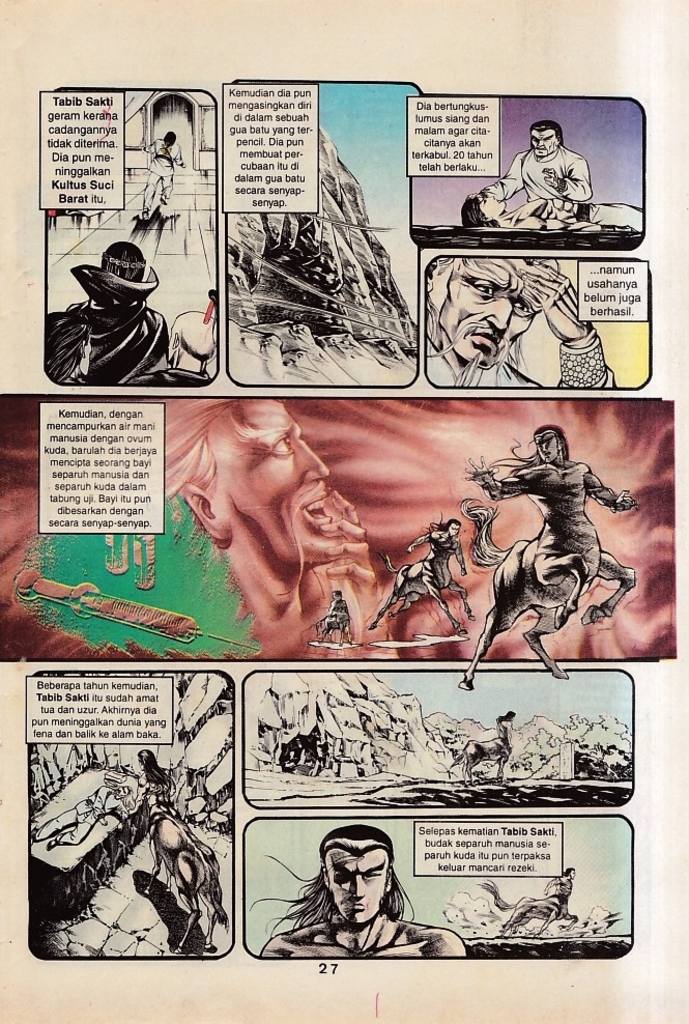 Tabib Sakti
geram kerana
cadangannya
tidak diterima.
Dia pun me-
ninggalkan
Kultus Suci
Barat itu,
Kemudian dia pun
mengasingkan diri
di dalam sebuah
gua batu yang ter-
pencil. Dia pun
membuat per-
cubaan itu di
dalam gua batu
secara senyap-
senyap.
Dia bertungkus-
lumus siang dan
malam agar cita-
citanya akan
terkabul. 20 tahun
telah berlaku...
...namun
usahanya
belum juga
berhasil.
Kemudian, dengan
mencampurkan air mani
manusia dengan ovum
kuda, barulah dia berjaya
mencipta seorang bayi
separuh manusia dan
separuh kuda dalam
tabung uji. Bayi itu pun
dibesarkan dengan
secara senyap-senyap.
Beberapa tahun kemudian,
Tabib Sakti itu sudah amat
tua dan uzur. Akhirnya dia
pun meninggalkan dunia yang
fena dan balik ke alam baka.
Selepas kematian Tabib Sakti,
budak separuh manusia se-
paruh kuda itu pun terpaksa
keluar mancari rezeki.
27